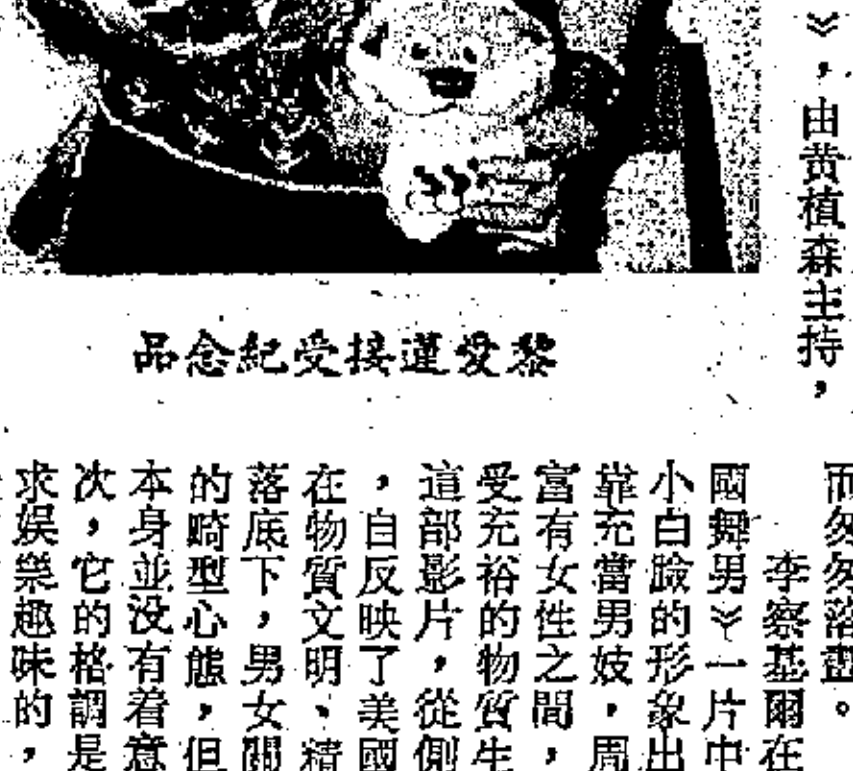 》，由黄植森主持，
黎愛蓮接受紀念品
而匆匆落。
李察基爾在
國舞男》一片中
小白臉的形象出
靠充當男妓，周
富有女性之間，
受充裕的物質生
這部影片，從側
，自反映了美國
在物質文明、精
落底下，男女關
的畸型心態，但
本身並没有着意
次，它的格調是
求娛樂趣味的，